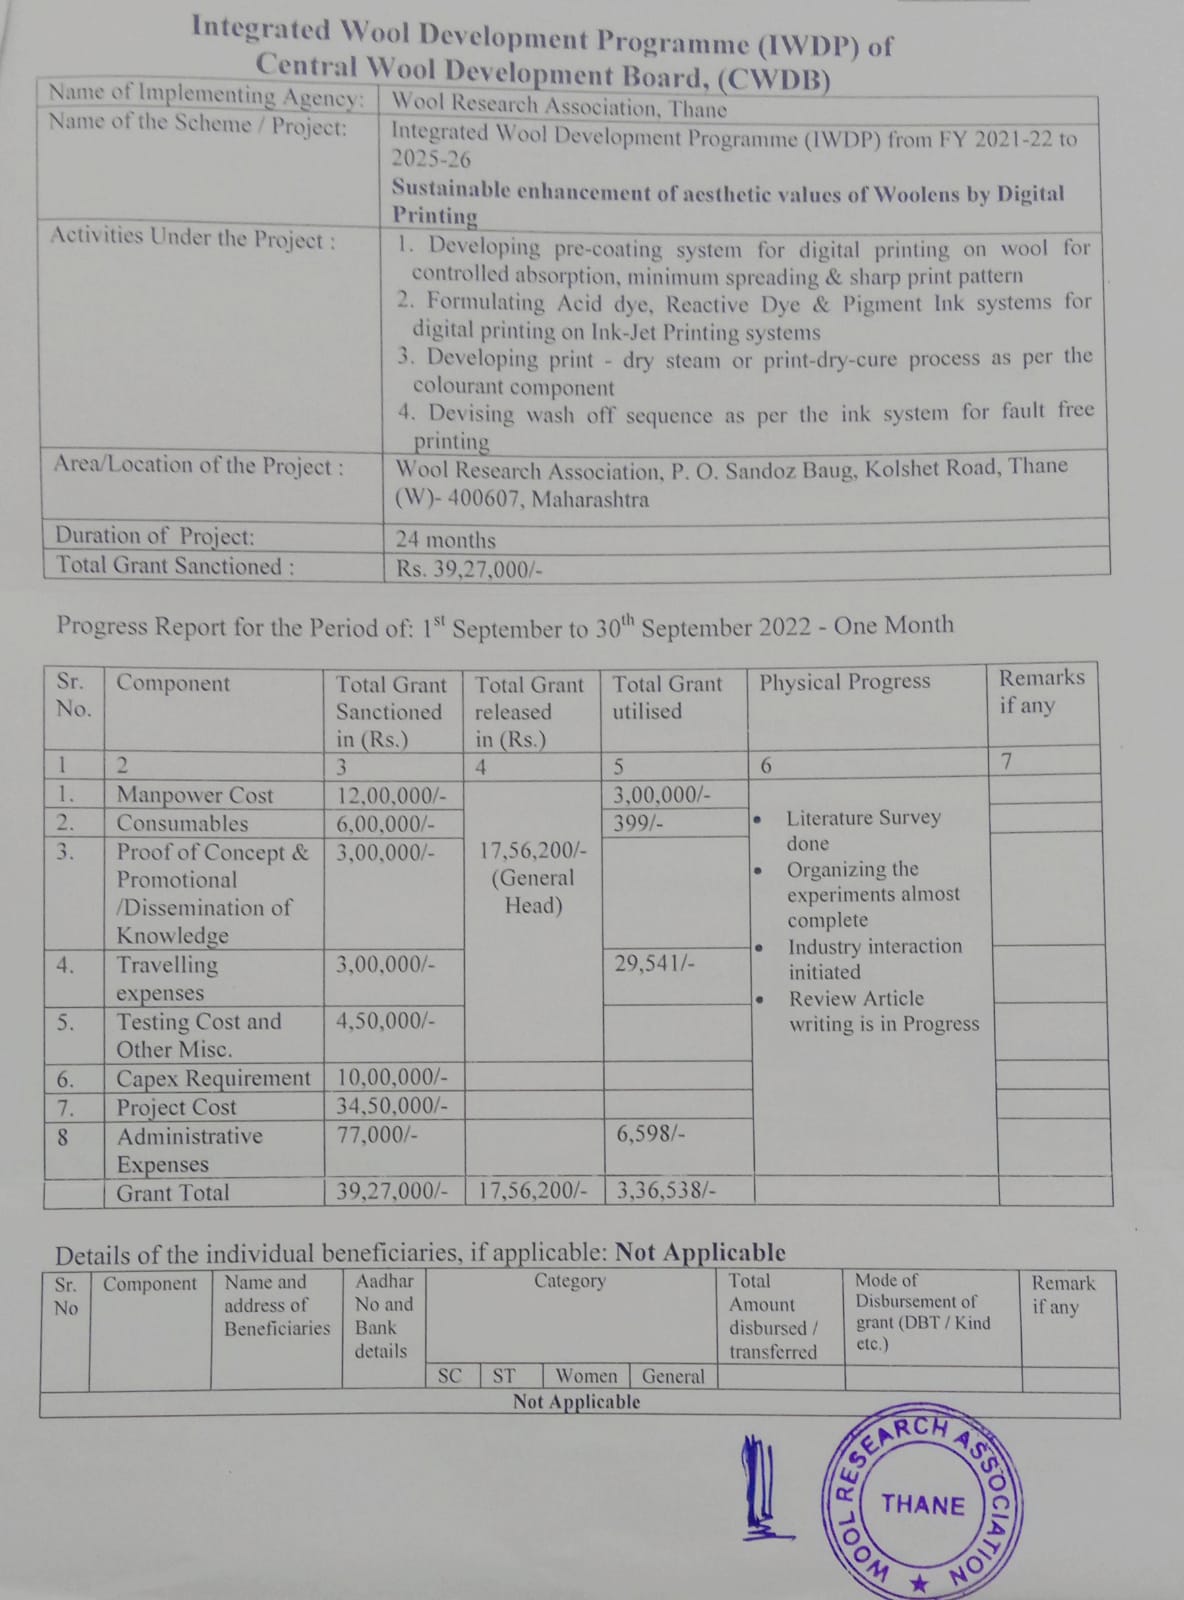 Integrated Wool Development Programme (IWDP) of
Central Wool Development Board, (CWDB)
Name of Implementing Agency: Wool Research Association, Thane
Name of the Scheme / Project: Integrated Wool Development Programme (IWDP) from FY 2021-22 to
2025-26
Sustainable enhancement of aesthetic values of Woolens by Digital
Printing
Activities Under the Project :
1. Developing pre-coating system for digital printing on wool for
controlled absorption, minimum spreading & sharp print pattern
2. Formulating Acid dye, Reactive Dye & Pigment Ink systems for
digital printing on Ink-Jet Printing systems
3. Developing print - dry steam or print-dry-cure process as per the
colourant component
4. Devising wash off sequence as per the ink system for fault free
printing
Area/Location of the Project : Wool Research Association, P. O. Sandoz Baug, Kolshet Road, Thane
(W)- 400607, Maharashtra
Duration of Project: 24 months
Total Grant Sanctioned : Rs. 39,27,000/-
Progress Report for the Period of: 1st September to 30th September 2022 - One Month
Sr. No. Component Total Grant Sanctioned in (Rs.) Total Grant released in (Rs.) Total Grant utilised Physical Progress Remarks if any
1 2 3 4 5 6 7
1. Manpower Cost 12,00,000/- 3,00,000/-
2. Consumables 6,00,000/- 399/-
3. Proof of Concept & Promotional /Dissemination of Knowledge 3,00,000/-
17,56,200/-
(General
Head)
4. Travelling expenses 3,00,000/- 29,541/-
5. Testing Cost and Other Misc. 4,50,000/-
• Literature Survey
done
• Organizing the
experiments almost
complete
• Industry interaction
initiated
• Review Article
writing is in Progress
6. Capex Requirement 10,00,000/-
7. Project Cost 34,50,000/-
8 Administrative Expenses 77,000/- 6,598/-
Grant Total 39,27,000/- 17,56,200/- 3,36,538/-
Details of the individual beneficiaries, if applicable: Not Applicable
Sr. No Component Name and address of Beneficiaries Aadhar No and Bank details Category Total Amount disbursed / transferred Mode of Disbursement of grant (DBT / Kind etc.) Remark if any
SC ST Women General
Not Applicable
WOOL RESEARCH ASSOCIATION
THANE